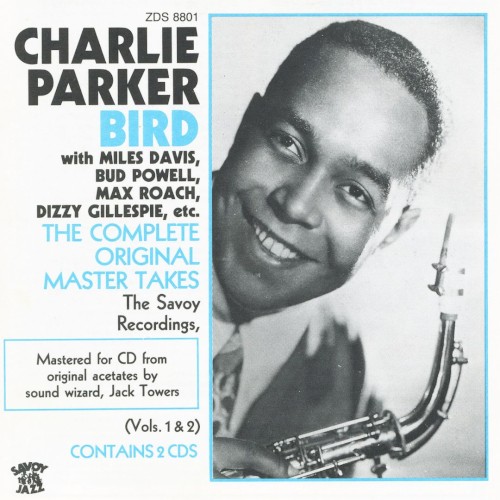 ZDS 8801
CHARLIE
PARKER
BIRD
with MILES DAVIS,
BUD POWELL,
MAX ROACH,
DIZZY GILLESPIE, etc.
THE COMPLETE
ORIGINAL
MASTER TAKES
The Savoy
Recordings,
Mastered for CD from
original acetates by
sound wizard, Jack Towers
(Vols. 1 & 2)
CONTAINS 2 CDS
SAVOY
JAZZ